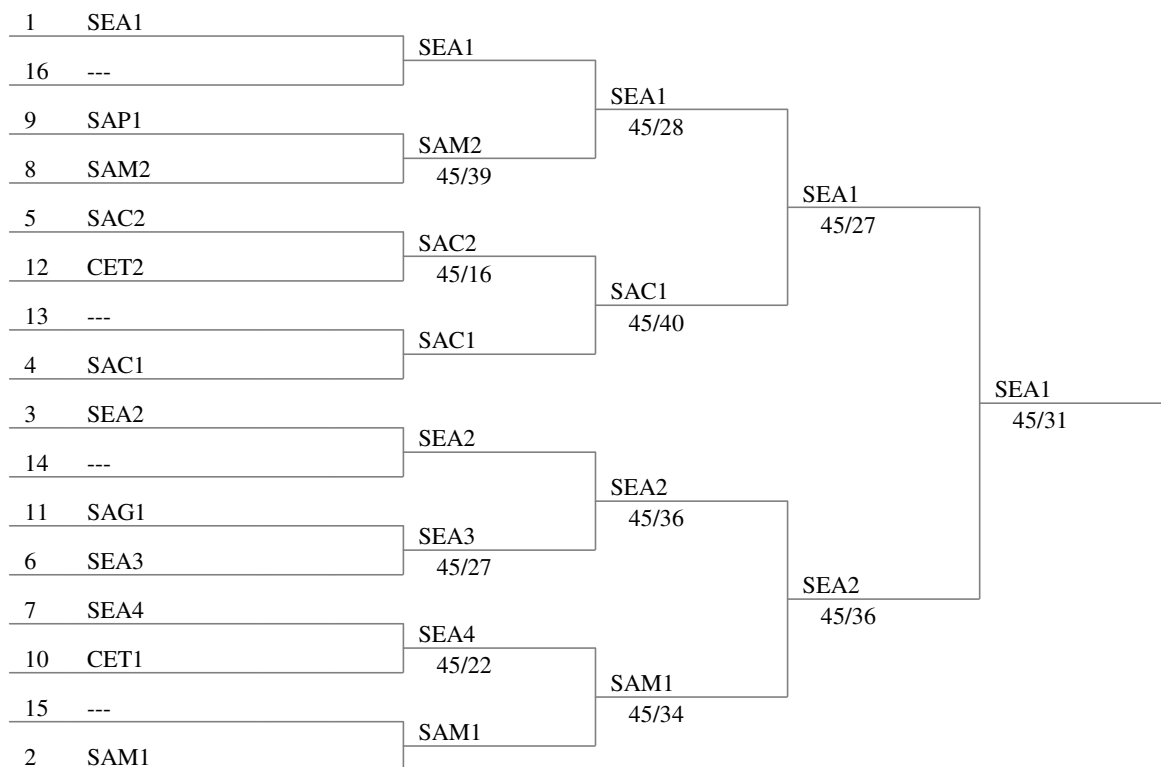 1 SEA1
SEA1
16 ---
SEA1
45/28
9 SAP1
SAM2
45/39
8 SAM2
SEA1
45/27
5 SAC2
SAC2
45/16
12 CET2
SAC1
45/40
13 ---
SAC1
4 SAC1
SEA1
45/31
3 SEA2
SEA2
14 ---
SEA2
45/36
11 SAG1
SEA3
45/27
6 SEA3
SEA2
45/36
7 SEA4
SEA4
45/22
10 CET1
SAM1
45/34
15 ---
SAM1
2 SAM1